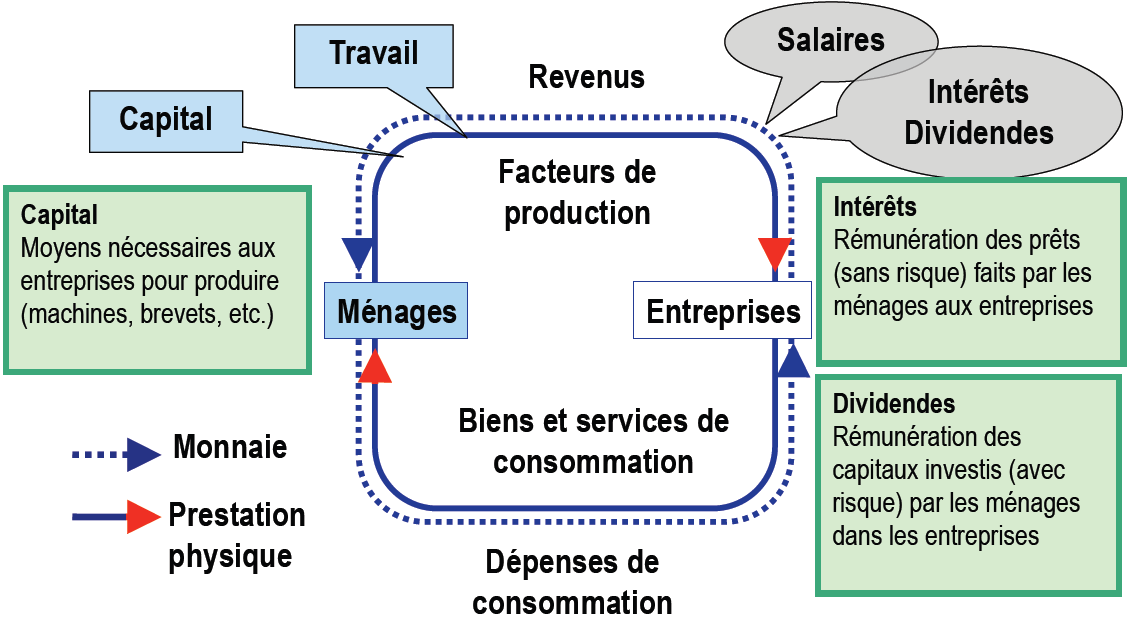 Travail
Capital
Revenus
Salaires
Intérêts
Dividendes
Facteurs de
production
Capital
Moyens nécessaires aux
entreprises pour produire
(machines, brevets, etc.)
Intérêts
Rémunération des prêts
(sans risque) faits par les
ménages aux entreprises
Ménages
Entreprises
Biens et services de
consommation
Dividendes
Rémunération des
capitaux investis (avec
risque) par les ménages
dans les entreprises
Monnaie
Prestation
physique
Dépenses de
consommation